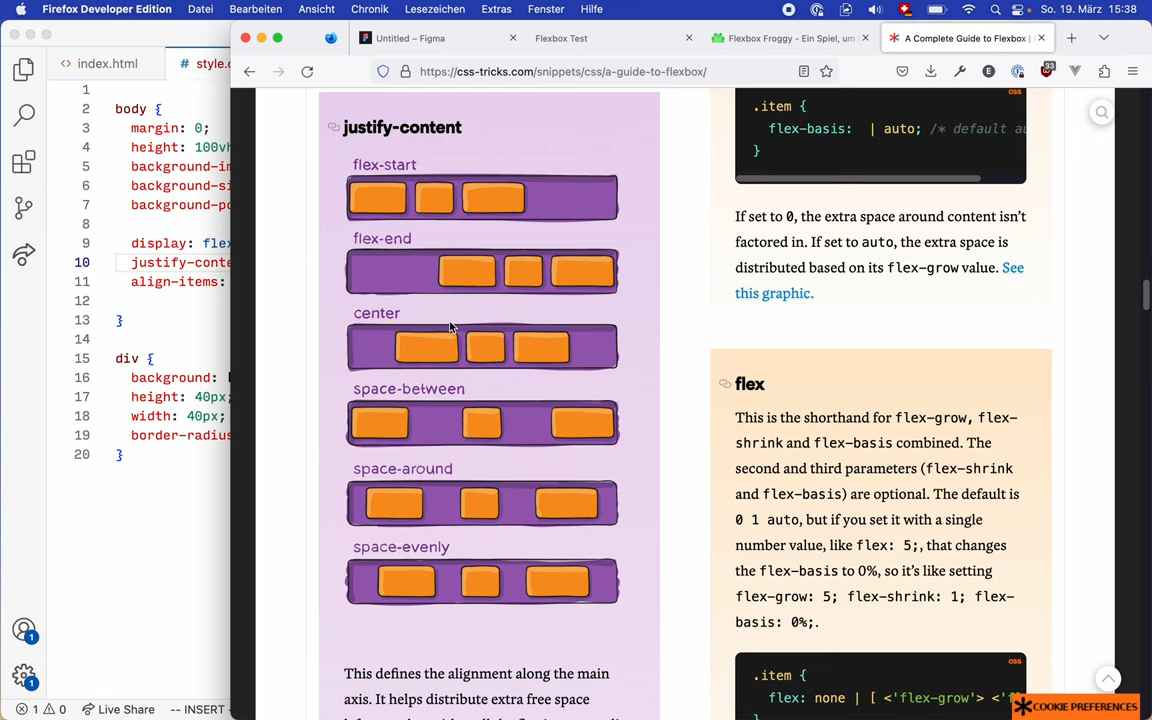 Firefox Developer Edition Datei Bearbeiten Ansicht Chronik Lesezeichen Extras Fenster Hilfe So. 19. März 15:38
Untitled – Figma Flexbox Test Flexbox Froggy - Ein Spiel, um A Complete Guide to Flexbox |
https://css-tricks.com/snippets/css/a-guide-to-flexbox/ 33
index.html
# style.c
1
2 body {
3 margin: 0;
4 height: 100vh
5 background-im
6 background-si
7 background-po
8
9 display: flex
10 justify-conte
11 align-items:
12
13 }
14
15 div {
16 background:
17 height: 40px;
18 width: 40px;
19 border-radius
20 }
1
1
1 0 Live Share -- INSERT
justify-content
flex-start
flex-end
center
space-between
space-around
space-evenly
This defines the alignment along the main
axis. It helps distribute extra free space
css
.item {
flex-basis: | auto; /* default au
}
If set to 0, the extra space around content isn't
factored in. If set to auto, the extra space is
distributed based on its flex-grow value. See
this graphic.
flex
This is the shorthand for flex-grow, flex-
shrink and flex-basis combined. The
second and third parameters (flex-shrink
and flex-basis) are optional. The default is
0 1 auto, but if you set it with a single
number value, like flex: 5;, that changes
the flex-basis to 0%, so it's like setting
flex-grow: 5; flex-shrink: 1; flex-
basis: 0%;.
css
.item {
flex: none | [ <'flex-grow'> <'f
COOKIE PREFERENCES